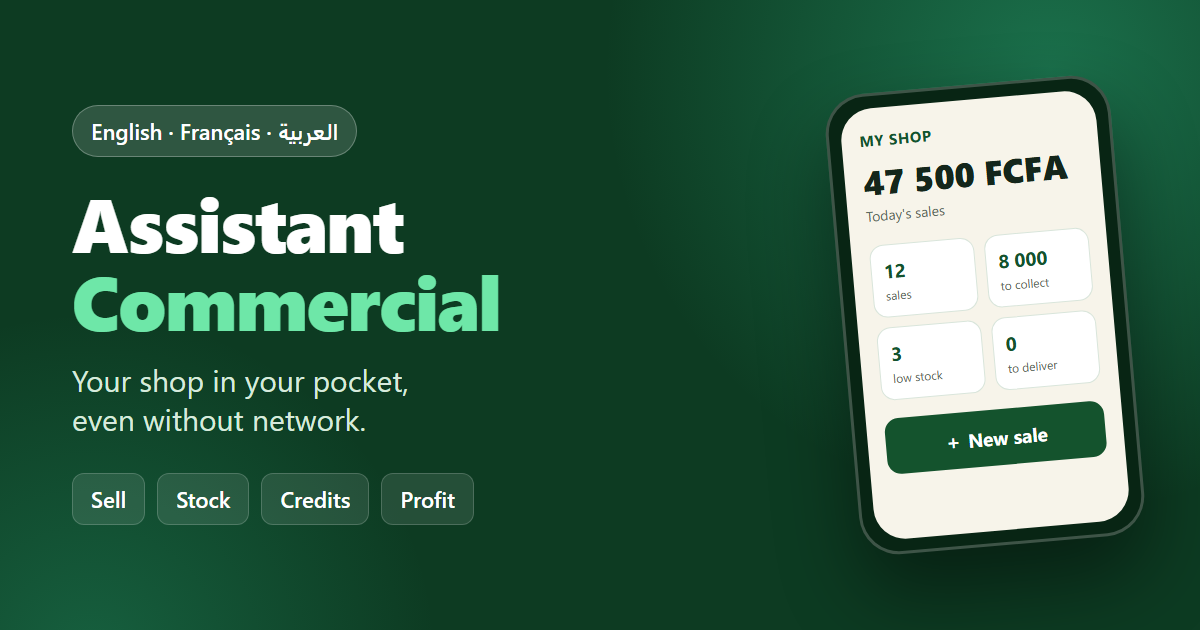 English · Français · العربية
Assistant
Commercial
Your shop in your pocket,
even without network.
Sell
Stock
Credits
Profit
MY SHOP
47 500 FCFA
Today's sales
12
sales
8 000
to collect
3
low stock
0
to deliver
+ New sale